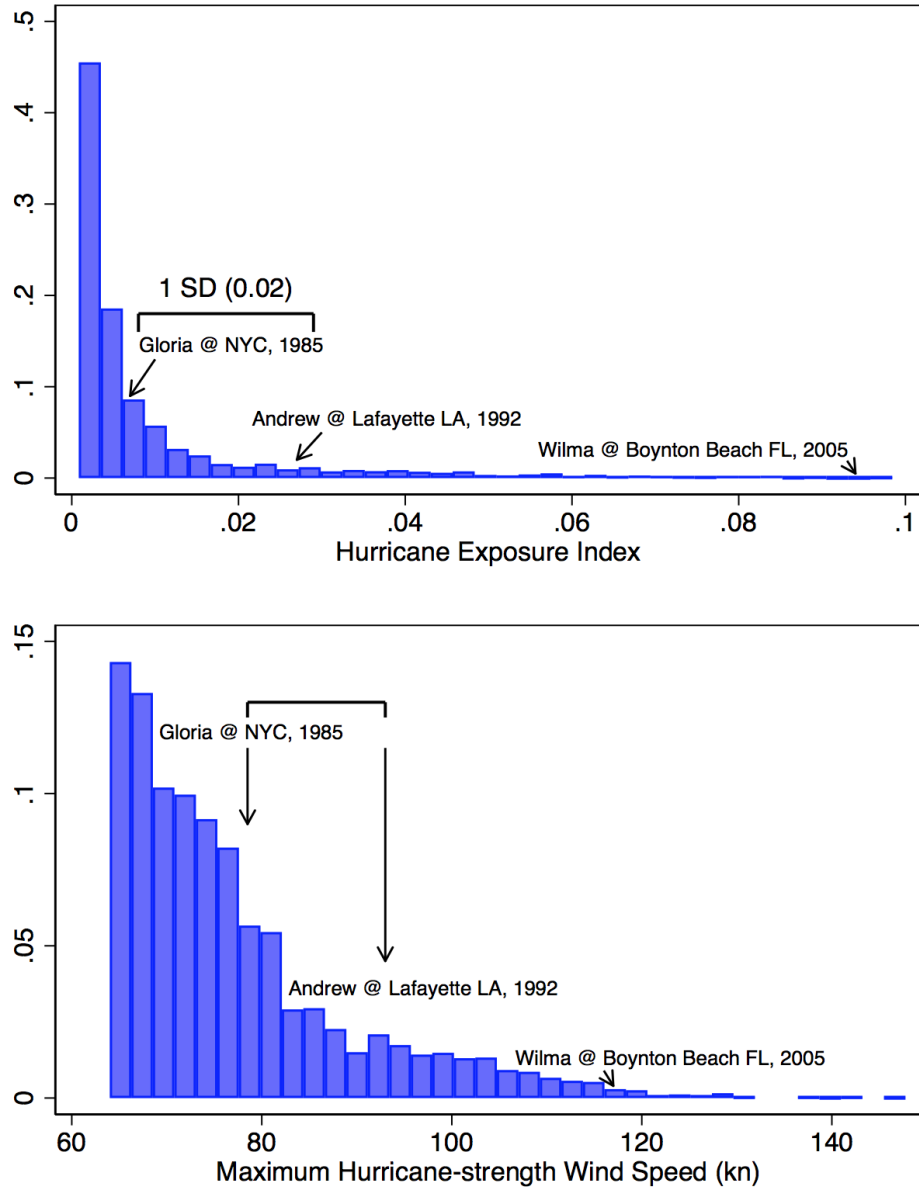 .5
.4
.3
.2
.1
0
1 SD (0.02)
Gloria @ NYC, 1985
Andrew @ Lafayette LA, 1992
Wilma @ Boynton Beach FL, 2005
0 .02 .04 .06 .08 .1
Hurricane Exposure Index
.15
.1
.05
0
Gloria @ NYC, 1985
Andrew @ Lafayette LA, 1992
Wilma @ Boynton Beach FL, 2005
60 80 100 120 140
Maximum Hurricane-strength Wind Speed (kn)